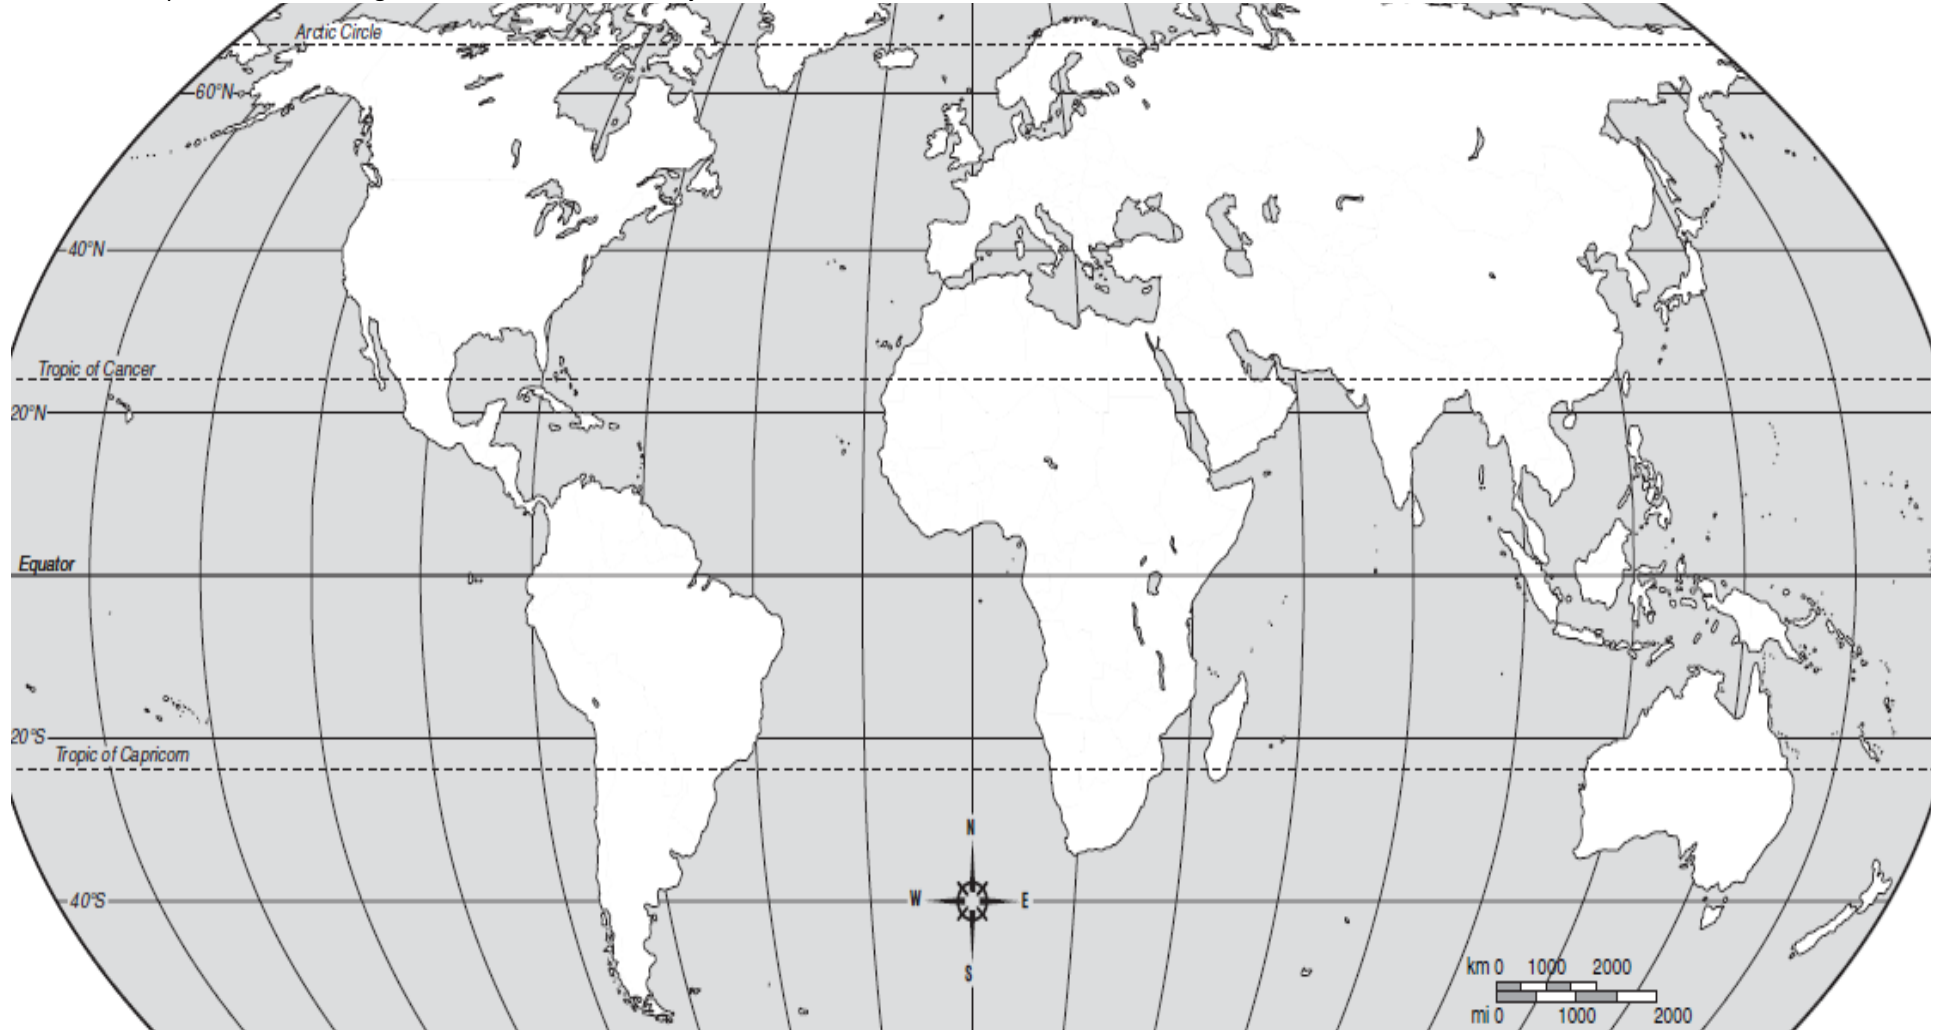 Arctic Circle
60°N
40°N
Tropic of Cancer
20°N
Equator
20°S
Tropic of Capricorn
N
40°S
W
E
S
km 0 1000 2000
mi 0 1000 2000